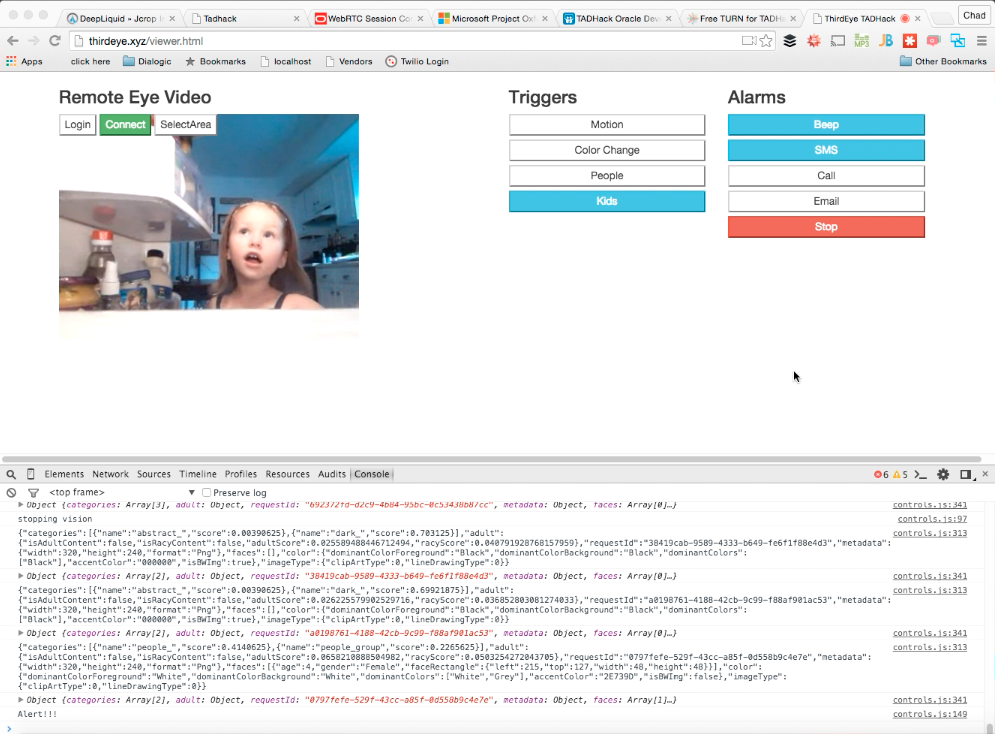 DeepLiquid » Jcrop I
Tadhack
WebRTC Session Co
Microsoft Project Oxf
TADHack Oracle Dev
Free TURN for TADHa
ThirdEye TADHack
Chad
thirdeye.xyz/viewer.html
MP3
JB
Apps
click here
Dialogic
Bookmarks
localhost
Vendors
Twilio Login
Other Bookmarks
Remote Eye Video
Login
Connect
SelectArea
Triggers
Motion
Color Change
People
Kids
Alarms
Beep
SMS
Call
Email
Stop
Elements Network Sources Timeline Profiles Resources Audits Console
6 5
<top frame>
Preserve log
Object {categories: Array[3], adult: Object, requestId: "692372fd-d2c9-4b84-95bc-0c53438b87cc", metadata: Object, faces: Array[0]…} controls.js:341
stopping vision controls.js:97
{"categories":[{"name":"abstract_","score":0.00390625},{"name":"dark_","score":0.703125}],"adult": controls.js:313
{"isAdultContent":false,"isRacyContent":false,"adultScore":0.025589488446712494,"racyScore":0.040791928768157959},"requestId":"38419cab-9589-4333-b649-fe6f1f88e4d3","metadata":
{"width":320,"height":240,"format":"Png"},"faces":[],"color":{"dominantColorForeground":"Black","dominantColorBackground":"Black","dominantColors":
["Black"],"accentColor":"000000","isBWImg":true},"imageType":{"clipArtType":0,"lineDrawingType":0}}
Object {categories: Array[2], adult: Object, requestId: "38419cab-9589-4333-b649-fe6f1f88e4d3", metadata: Object, faces: Array[0]…} controls.js:341
{"categories":[{"name":"abstract_","score":0.00390625},{"name":"dark_","score":0.69921875}],"adult": controls.js:313
{"isAdultContent":false,"isRacyContent":false,"adultScore":0.026225579902529716,"racyScore":0.036852803081274033},"requestId":"a0198761-4188-42cb-9c99-f88af901ac53","metadata":
{"width":320,"height":240,"format":"Png"},"faces":[],"color":{"dominantColorForeground":"Black","dominantColorBackground":"Black","dominantColors":
["Black"],"accentColor":"000000","isBWImg":true},"imageType":{"clipArtType":0,"lineDrawingType":0}}
Object {categories: Array[2], adult: Object, requestId: "a0198761-4188-42cb-9c99-f88af901ac53", metadata: Object, faces: Array[0]…} controls.js:341
{"categories":[{"name":"people_","score":0.4140625},{"name":"people_group","score":0.2265625}],"adult": controls.js:313
{"isAdultContent":false,"isRacyContent":false,"adultScore":0.0658210888504982,"racyScore":0.0503254272043705},"requestId":"0797fefe-529f-43cc-a85f-0d558b9c4e7e","metadata":
{"width":320,"height":240,"format":"Png"},"faces":[{"age":4,"gender":"Female","faceRectangle":{"left":215,"top":127,"width":48,"height":48}}],"color":
{"dominantColorForeground":"White","dominantColorBackground":"White","dominantColors":["White","Grey"],"accentColor":"2E739D","isBWImg":false},"imageType":
{"clipArtType":0,"lineDrawingType":0}}
Object {categories: Array[2], adult: Object, requestId: "0797fefe-529f-43cc-a85f-0d558b9c4e7e", metadata: Object, faces: Array[1]…} controls.js:341
Alert!!! controls.js:149